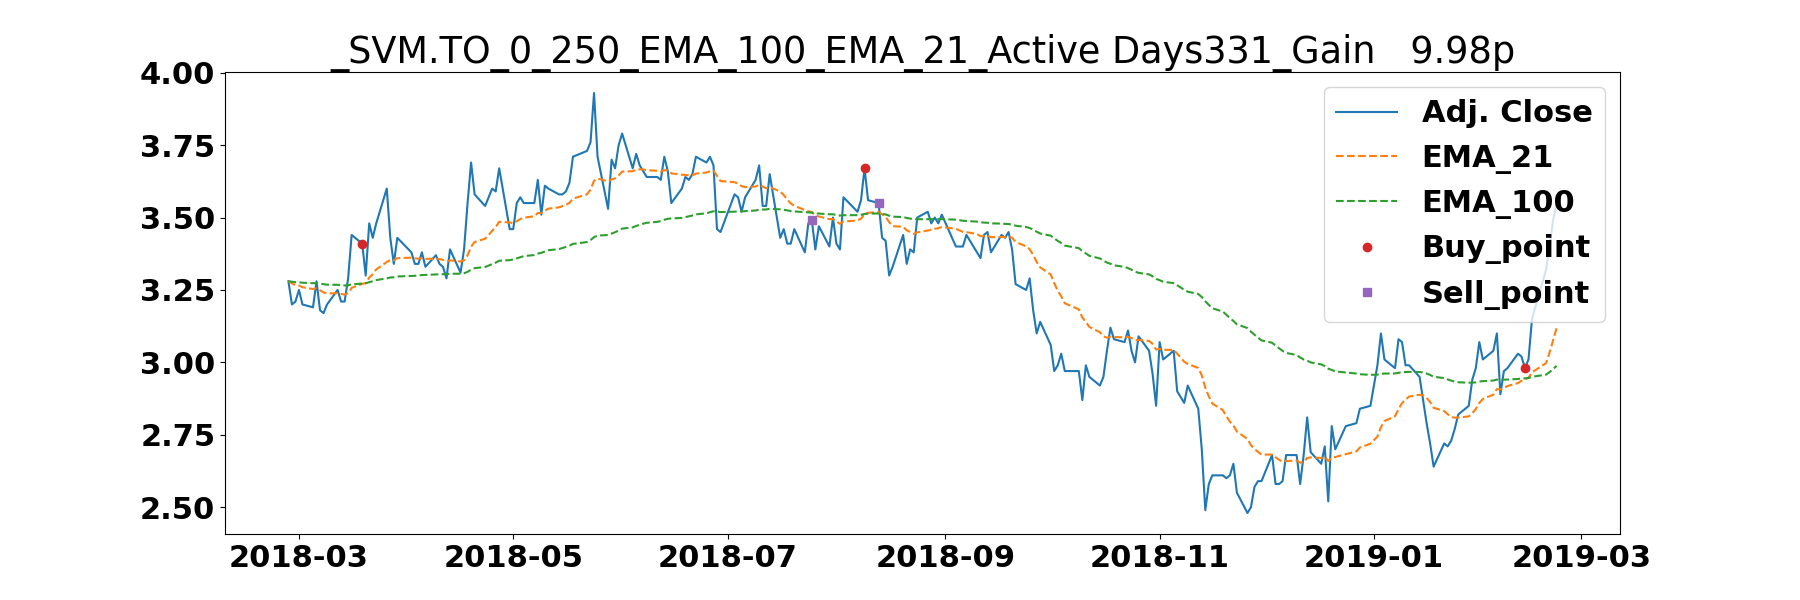 _SVM.TO_0_250_EMA_100_EMA_21_Active Days331_Gain   9.98p
4.00
3.75
3.50
3.25
3.00
2.75
2.50
Adj. Close
EMA_21
EMA_100
Buy_point
Sell_point
2018-03 2018-05 2018-07 2018-09 2018-11 2019-01 2019-03